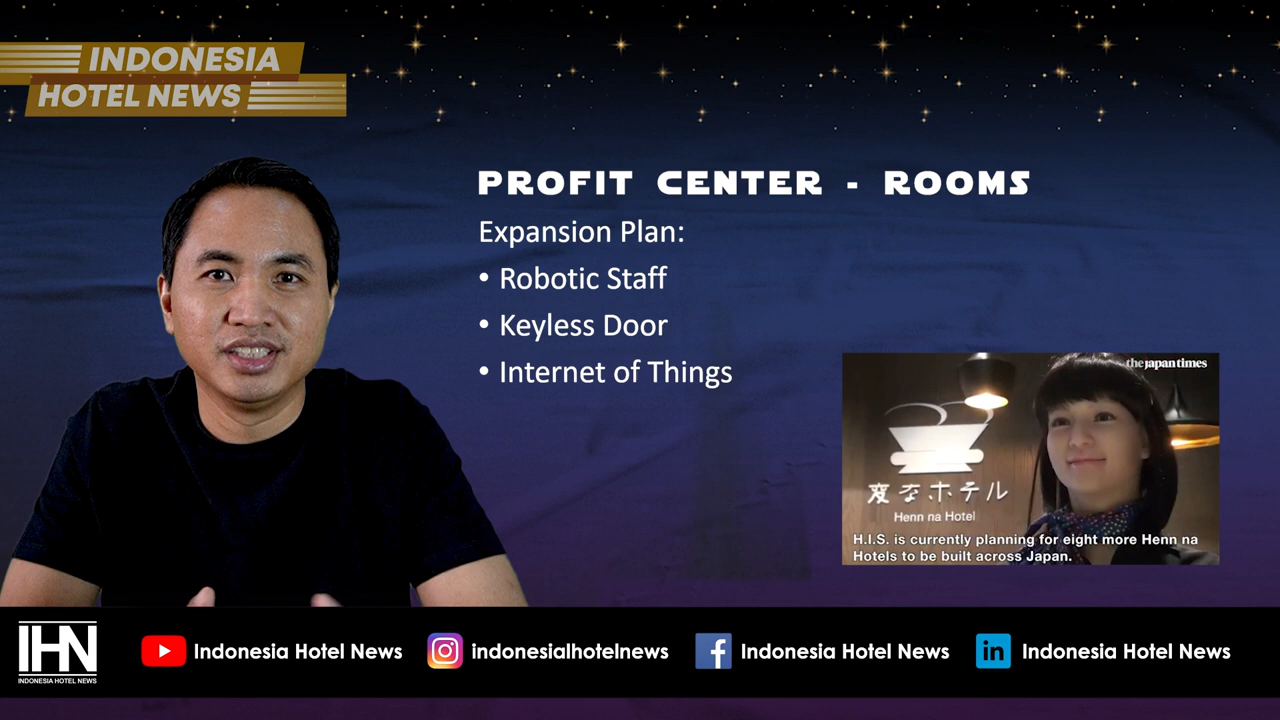 INDONESIA
HOTEL NEWS
PROFIT CENTER - ROOMS
Expansion Plan:
• Robotic Staff
• Keyless Door
• Internet of Things
the japan times
変なホテル
Henn na Hotel
H.I.S. is currently planning for eight more Henn na
Hotels to be built across Japan.
IHN
INDONESIA HOTEL NEWS
Indonesia Hotel News
indonesialhotelnews
Indonesia Hotel News
in
Indonesia Hotel News